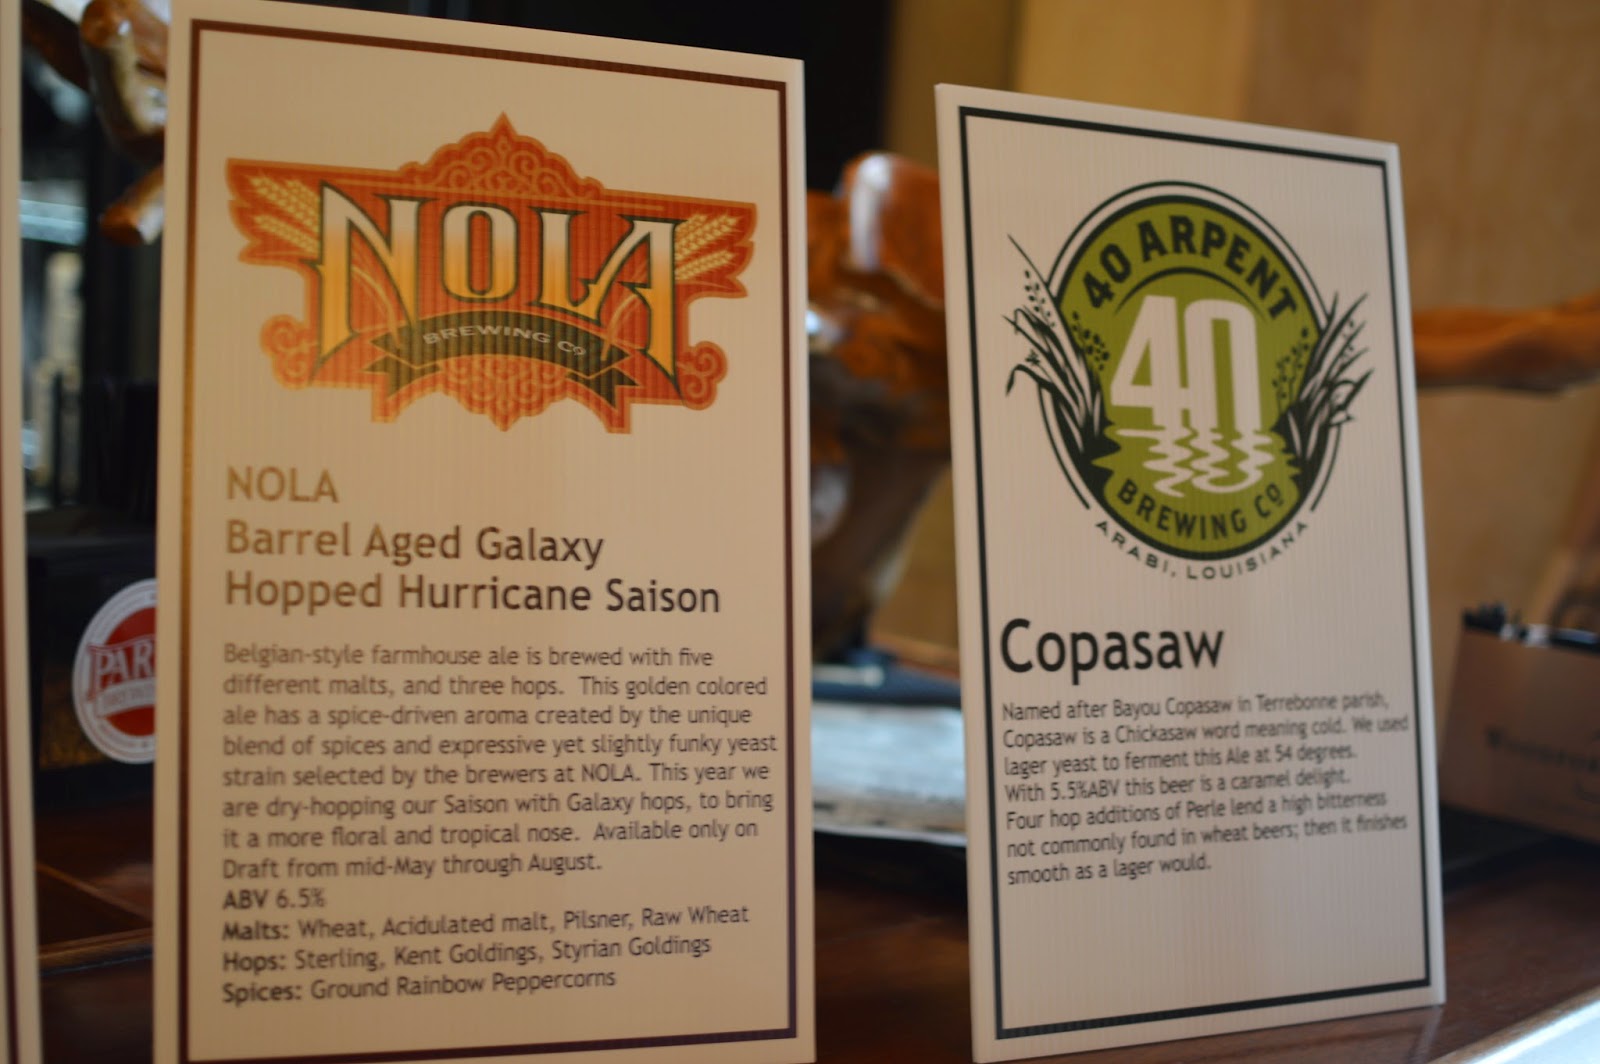 NOLA
BREWING Co
NOLA
Barrel Aged Galaxy
Hopped Hurricane Saison
Belgian-style farmhouse ale is brewed with five
different malts, and three hops. This golden colored
ale has a spice-driven aroma created by the unique
blend of spices and expressive yet slightly funky yeast
strain selected by the brewers at NOLA. This year we
are dry-hopping our Saison with Galaxy hops, to bring
it a more floral and tropical nose. Available only on
Draft from mid-May through August.
ABV 6.5%
Malts: Wheat, Acidulated malt, Pilsner, Raw Wheat
Hops: Sterling, Kent Goldings, Styrian Goldings
Spices: Ground Rainbow Peppercorns
40 ARPENT
40
BREWING Co
ARABI, LOUISIANA
Copasaw
Named after Bayou Copasaw in Terrebonne parish,
Copasaw is a Chickasaw word meaning cold. We used
lager yeast to ferment this Ale at 54 degrees.
With 5.5%ABV this beer is a caramel delight.
Four hop additions of Perle lend a high bitterness
not commonly found in wheat beers; then it finishes
smooth as a lager would.
PAR